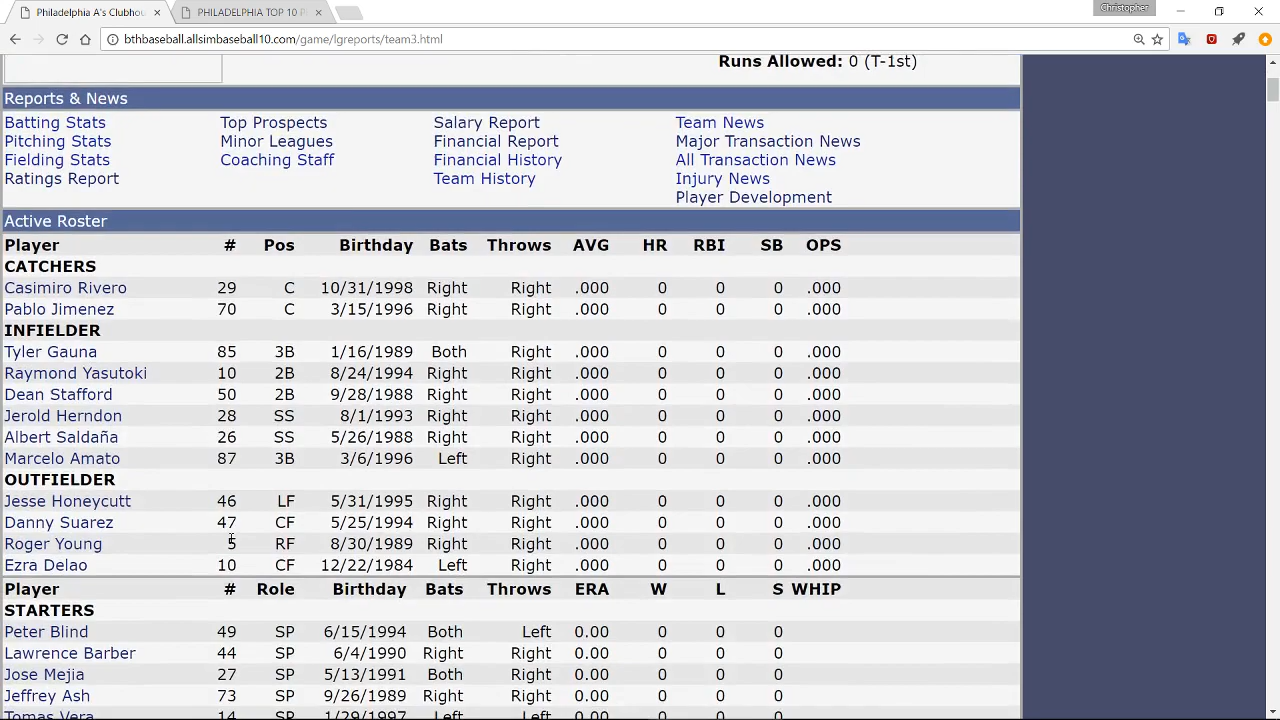 Philadelphia A's Clubhou
PHILADELPHIA TOP 10 P
Christopher
bthbaseball.allsimbaseball10.com/game/lgreports/team3.html
Runs Allowed: 0 (T-1st)
Reports & News
Batting Stats Top Prospects Salary Report Team News
Pitching Stats Minor Leagues Financial Report Major Transaction News
Fielding Stats Coaching Staff Financial History All Transaction News
Ratings Report Team History Injury News
Player Development
Active Roster
Player # Pos Birthday Bats Throws AVG HR RBI SB OPS
CATCHERS
Casimiro Rivero 29 C 10/31/1998 Right Right .000 0 0 0 .000
Pablo Jimenez 70 C 3/15/1996 Right Right .000 0 0 0 .000
INFIELDER
Tyler Gauna 85 3B 1/16/1989 Both Right .000 0 0 0 .000
Raymond Yasutoki 10 2B 8/24/1994 Right Right .000 0 0 0 .000
Dean Stafford 50 2B 9/28/1988 Right Right .000 0 0 0 .000
Jerold Herndon 28 SS 8/1/1993 Right Right .000 0 0 0 .000
Albert Saldaña 26 SS 5/26/1988 Right Right .000 0 0 0 .000
Marcelo Amato 87 3B 3/6/1996 Left Right .000 0 0 0 .000
OUTFIELDER
Jesse Honeycutt 46 LF 5/31/1995 Right Right .000 0 0 0 .000
Danny Suarez 47 CF 5/25/1994 Right Right .000 0 0 0 .000
Roger Young 5 RF 8/30/1989 Right Right .000 0 0 0 .000
Ezra Delao 10 CF 12/22/1984 Left Right .000 0 0 0 .000
Player # Role Birthday Bats Throws ERA W L S WHIP
STARTERS
Peter Blind 49 SP 6/15/1994 Both Left 0.00 0 0 0
Lawrence Barber 44 SP 6/4/1990 Right Right 0.00 0 0 0
Jose Mejia 27 SP 5/13/1991 Both Right 0.00 0 0 0
Jeffrey Ash 73 SP 9/26/1989 Right Right 0.00 0 0 0
Tomas Vera 14 SP 1/29/1997 Left Left 0.00 0 0 0